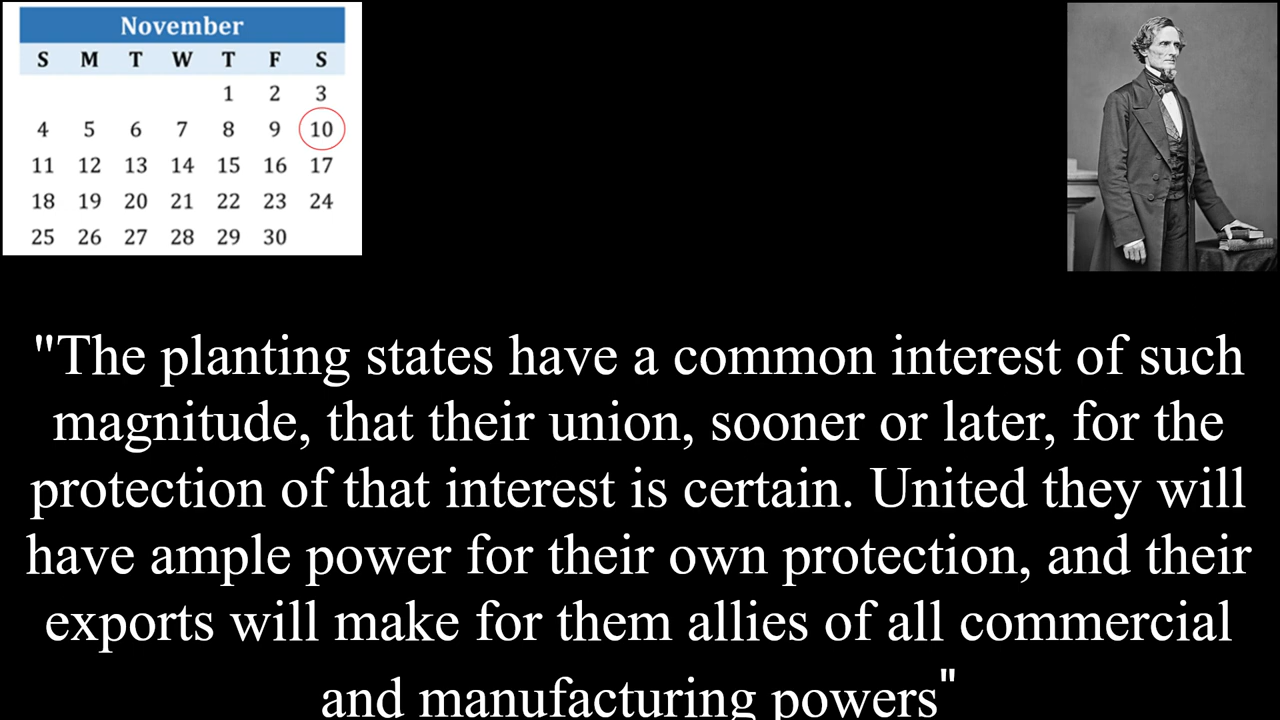 November
S M T W T F S
1 2 3
4 5 6 7 8 9 10
11 12 13 14 15 16 17
18 19 20 21 22 23 24
25 26 27 28 29 30
"The planting states have a common interest of such
magnitude, that their union, sooner or later, for the
protection of that interest is certain. United they will
have ample power for their own protection, and their
exports will make for them allies of all commercial
and manufacturing powers"